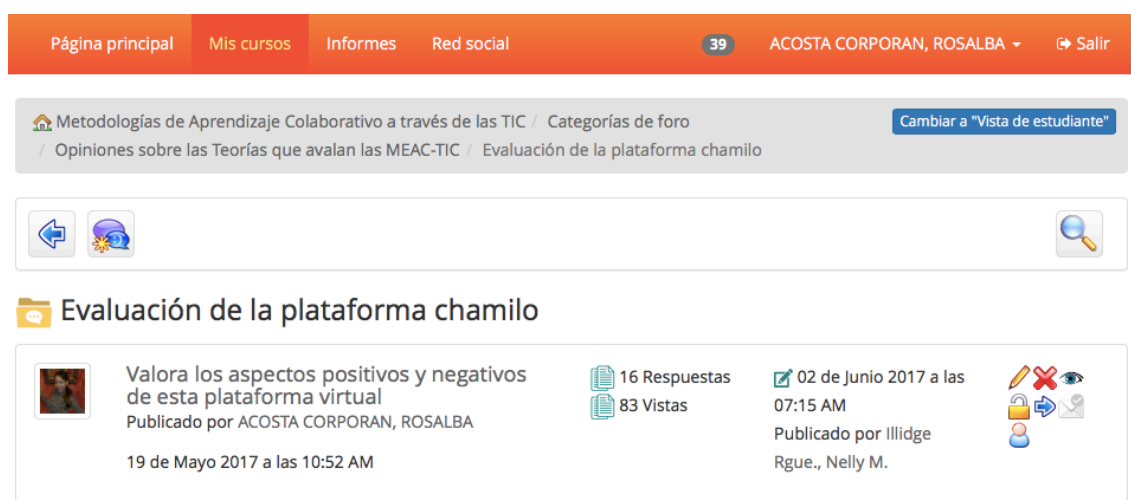 Página principal Mis cursos Informes Red social 39 ACOSTA CORPORAN, ROSALBA Salir
Metodologías de Aprendizaje Colaborativo a través de las TIC / Categorías de foro Cambiar a "Vista de estudiante"
/ Opiniones sobre las Teorías que avalan las MEAC-TIC / Evaluación de la plataforma chamilo
Evaluación de la plataforma chamilo
Valora los aspectos positivos y negativos
de esta plataforma virtual
Publicado por ACOSTA CORPORAN, ROSALBA
19 de Mayo 2017 a las 10:52 AM
16 Respuestas
83 Vistas
02 de Junio 2017 a las
07:15 AM
Publicado por Illidge
Rgue., Nelly M.